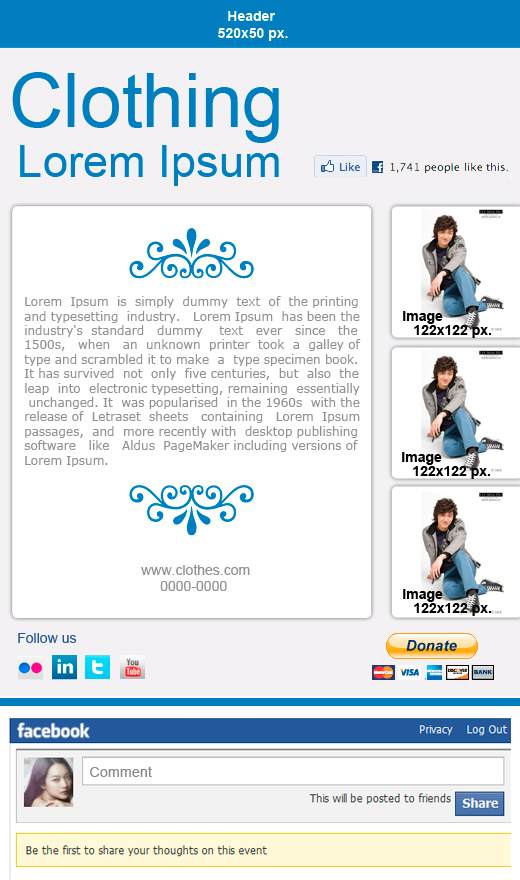 Header
520x50 px.
Clothing
Lorem Ipsum
Like
1,741 people like this.
Lorem Ipsum is simply dummy text of the printing
and typesetting industry. Lorem Ipsum has been the
industry's standard dummy text ever since the
1500s, when an unknown printer took a galley of
type and scrambled it to make a type specimen book.
It has survived not only five centuries, but also the
leap into electronic typesetting, remaining essentially
unchanged. It was popularised in the 1960s with the
release of Letraset sheets containing Lorem Ipsum
passages, and more recently with desktop publishing
software like Aldus PageMaker including versions of
Lorem Ipsum.
www.clothes.com
0000-0000
Image
122x122 px.
Image
122x122 px.
Image
122x122 px.
Follow us
in
t
You
Tube
Donate
MasterCard
VISA
DISCOVER
BANK
facebook
Privacy
Log Out
Comment
This will be posted to friends
Share
Be the first to share your thoughts on this event